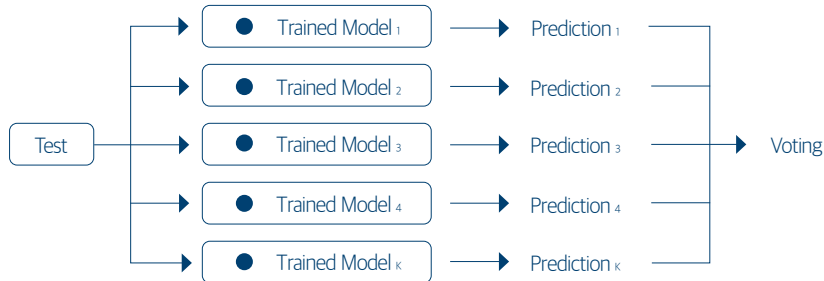 Trained Model 1 Prediction 1
Trained Model 2 Prediction 2
Test Trained Model 3 Prediction 3 Voting
Trained Model 4 Prediction 4
Trained Model K Prediction K